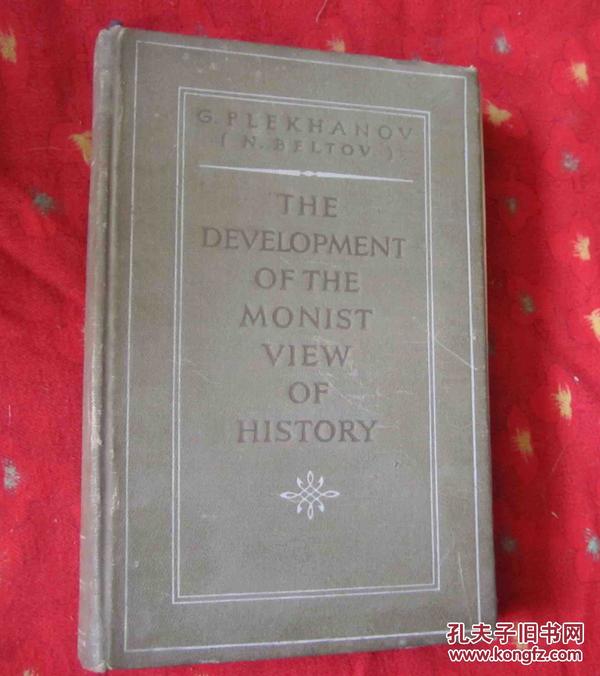 G. PLEKHANOV
( N. BELTOV )
THE
DEVELOPMENT
OF THE
MONIST
VIEW
OF
HISTORY
孔夫子旧书网
www.kongfz.com